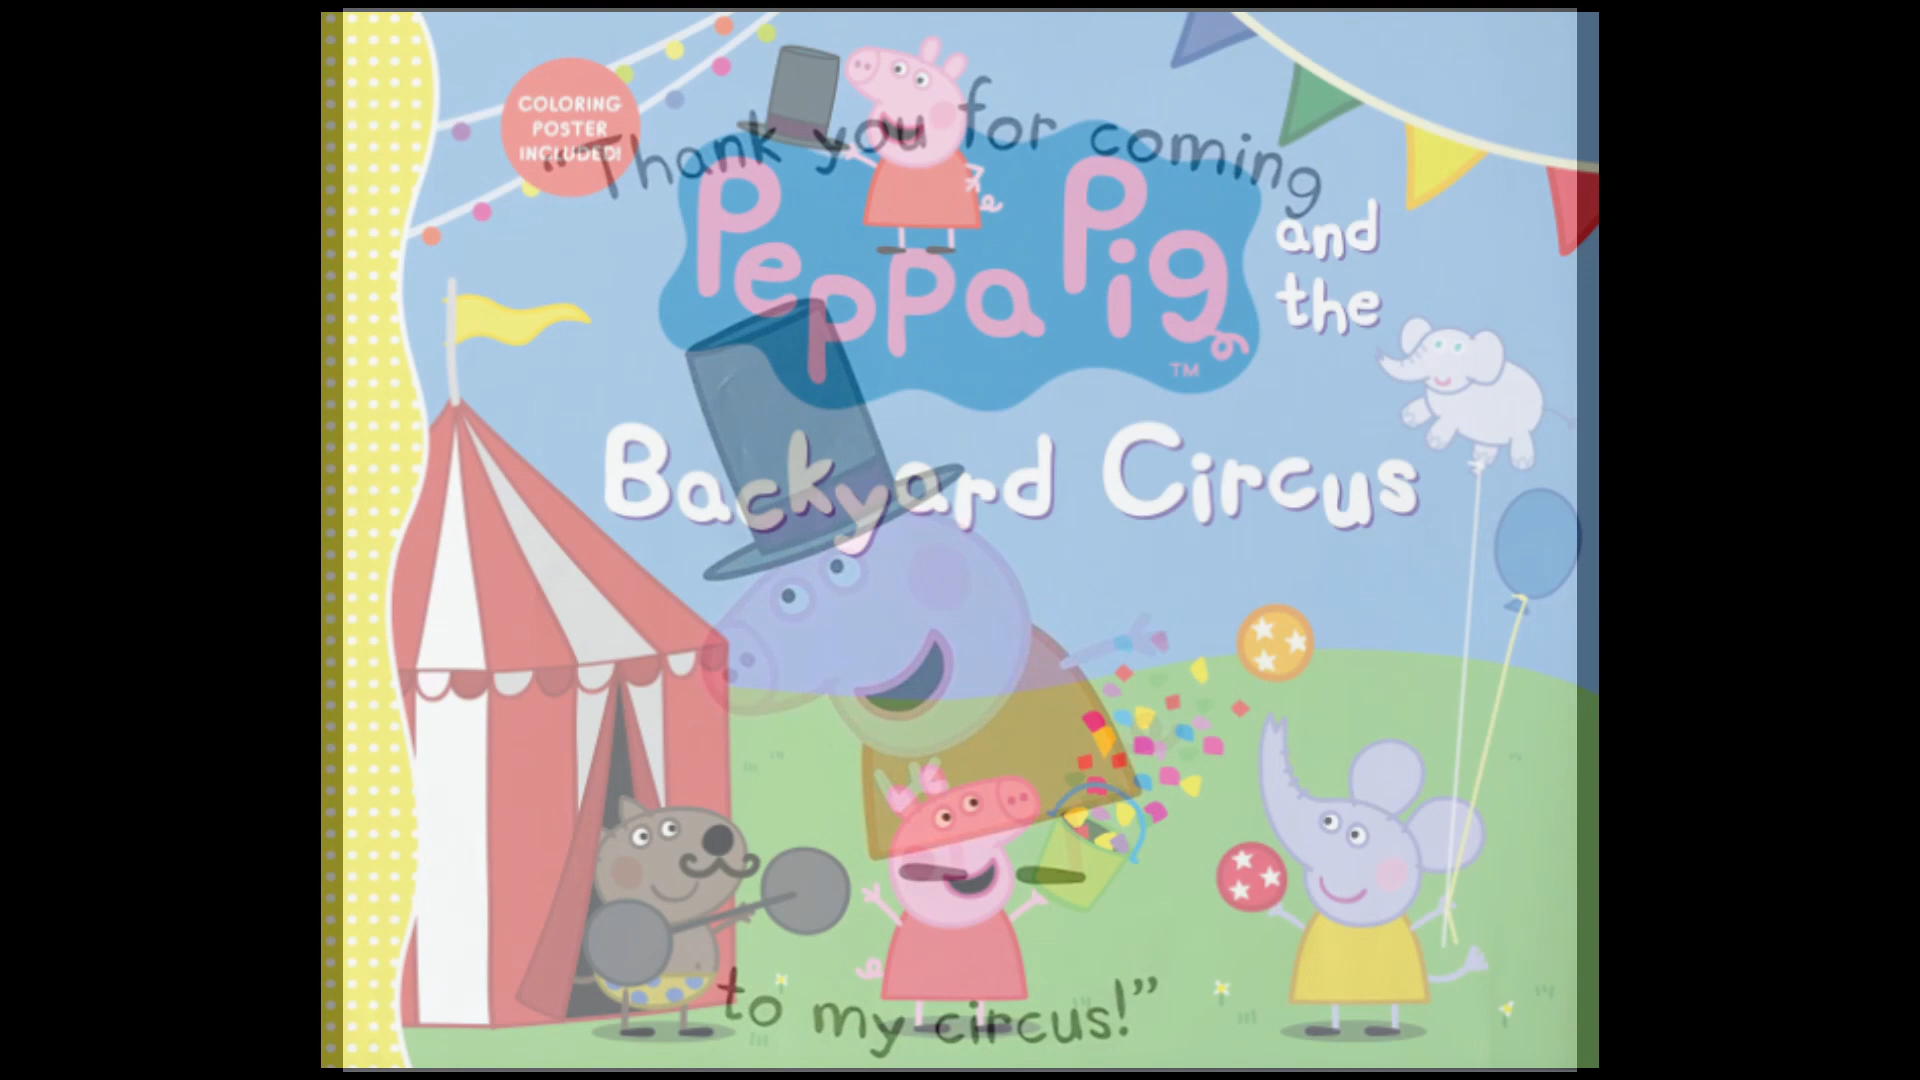 COLORING
POSTER
INCLUDED!
"Thank you for coming
Peppa Pig
TM
and
the
Backyard Circus
to my circus!"